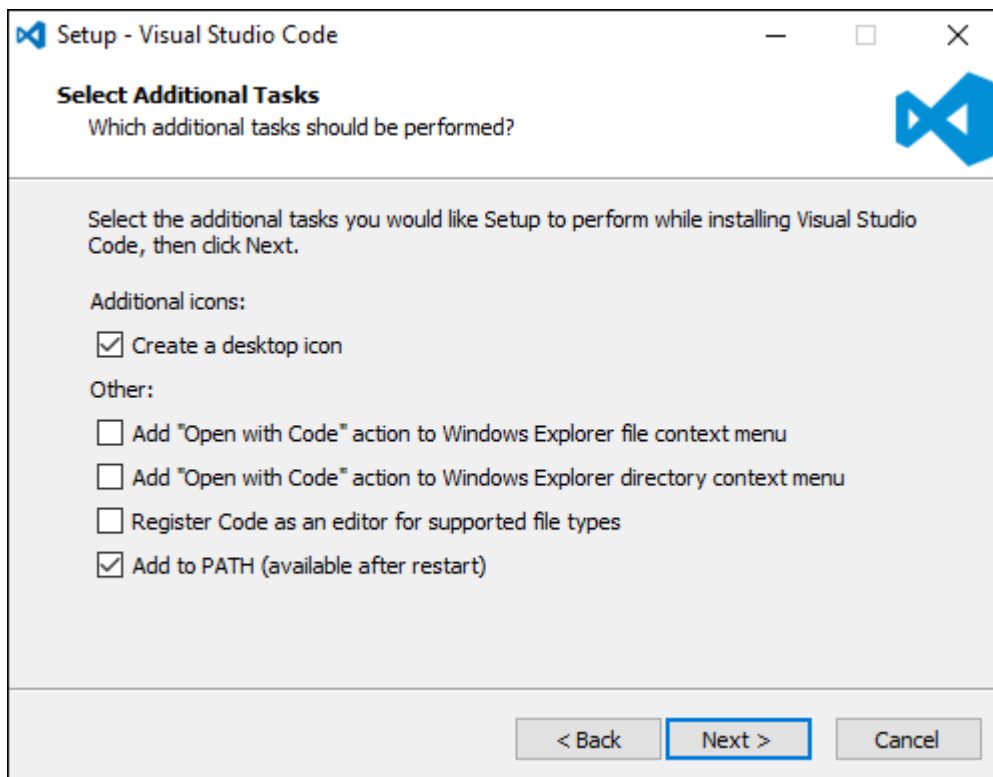 Setup - Visual Studio Code
Select Additional Tasks
Which additional tasks should be performed?
Select the additional tasks you would like Setup to perform while installing Visual Studio
Code, then click Next.
Additional icons:
Create a desktop icon
Other:
Add "Open with Code" action to Windows Explorer file context menu
Add "Open with Code" action to Windows Explorer directory context menu
Register Code as an editor for supported file types
Add to PATH (available after restart)
< Back Next > Cancel